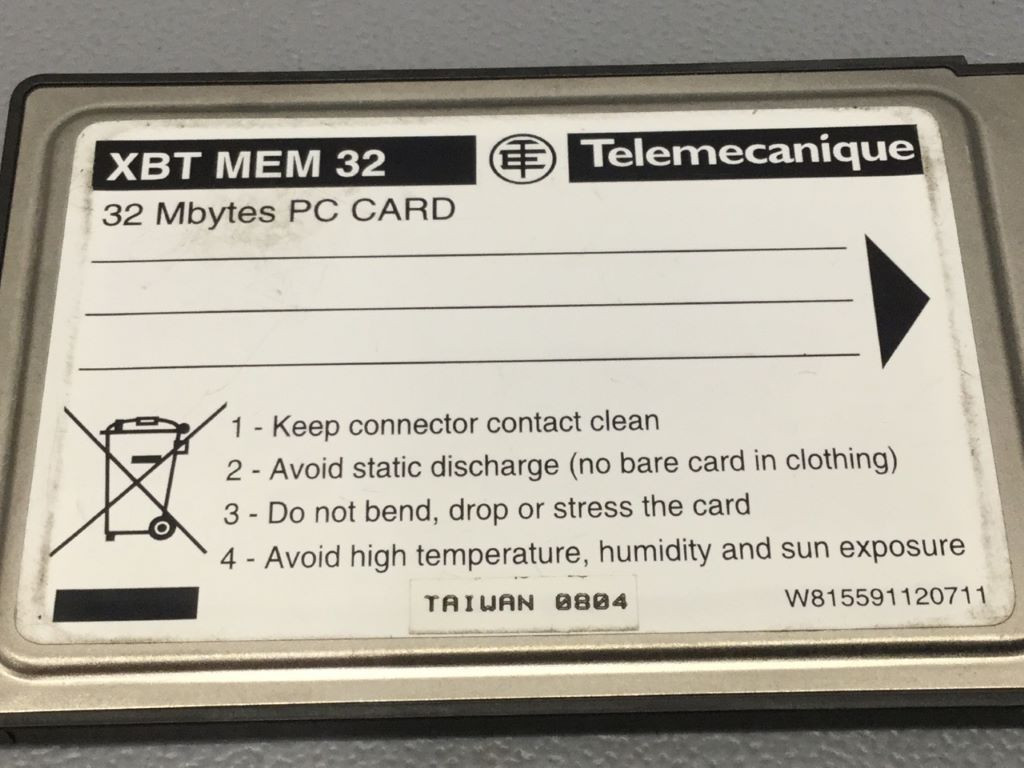 XBT MEM 32 TE Telemecanique
32 Mbytes PC CARD
1 - Keep connector contact clean
2 - Avoid static discharge (no bare card in clothing)
3 - Do not bend, drop or stress the card
4 - Avoid high temperature, humidity and sun exposure
TAIWAN 0804
W815591120711